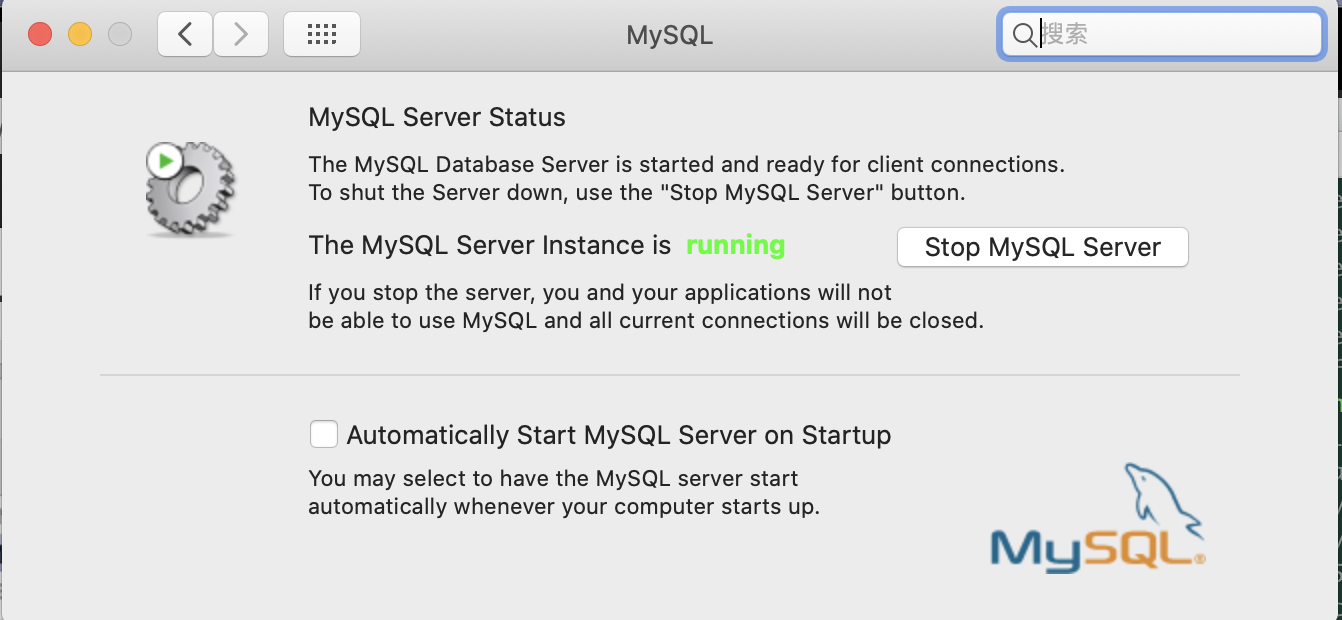 MySQL
搜索
MySQL Server Status
The MySQL Database Server is started and ready for client connections.
To shut the Server down, use the "Stop MySQL Server" button.
The MySQL Server Instance is running
Stop MySQL Server
If you stop the server, you and your applications will not
be able to use MySQL and all current connections will be closed.
Automatically Start MySQL Server on Startup
You may select to have the MySQL server start
automatically whenever your computer starts up.
MySQL®